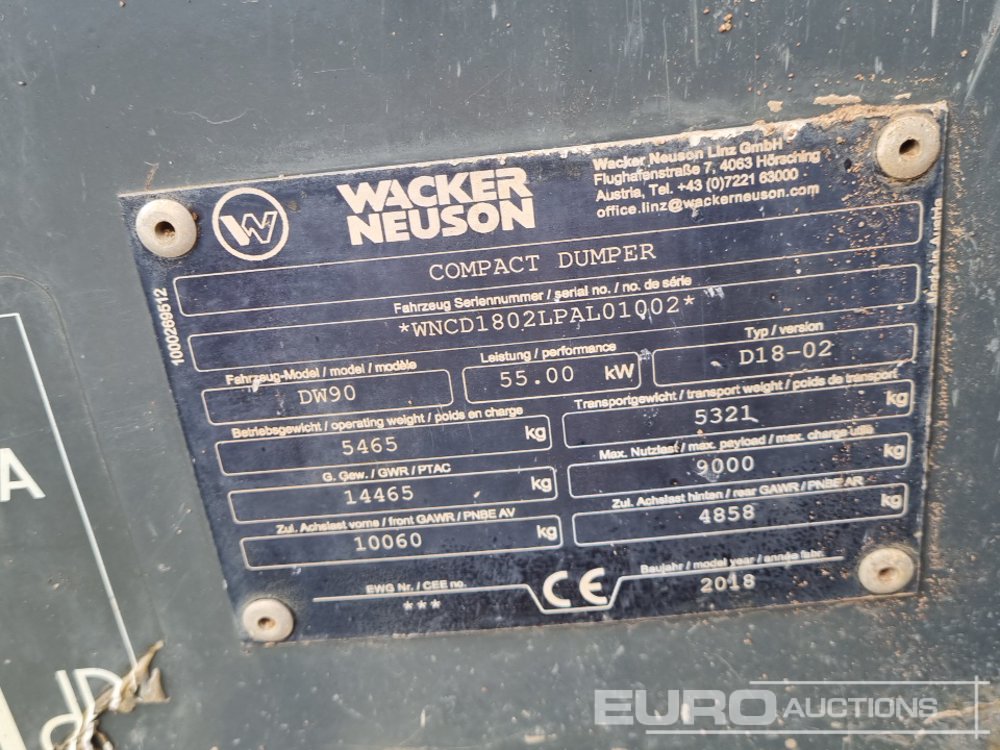 W
WACKER
NEUSON
Wacker Neuson Linz GmbH
Flughafenstraße 7, 4063 Hörsching
Austria, Tel. +43 (0)7221 63000
office.linz@wackerneuson.com
COMPACT DUMPER
Fahrzeug Seriennummer / serial no. / no. de série
*WNCD1802LPAL01002*
Made in Austria
1000269512
Fahrzeug-Model / model / modèle
DW90
Leistung / performance
55.00 kW
Typ / version
D18-02
Betriebsgewicht / operating weight / poids en charge
5465 kg
Transportgewicht / transport weight / poids de transport
5321 kg
G. Gew. / GWR / PTAC
14465 kg
Max. Nutzlast / max. payload / max. charge utile
9000 kg
Zul. Achslast vorne / front GAWR / PNBE AV
10060 kg
Zul. Achslast hinten / rear GAWR / PNBE AR
4858 kg
EWG Nr. / CEE no.
***
CE
Baujahr / model year / année fabr.
2018
A
EURO AUCTIONS